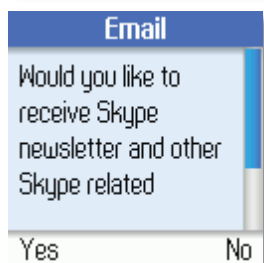 Email
Would you like to
receive Skype
newsletter and other
Skype related
Yes No